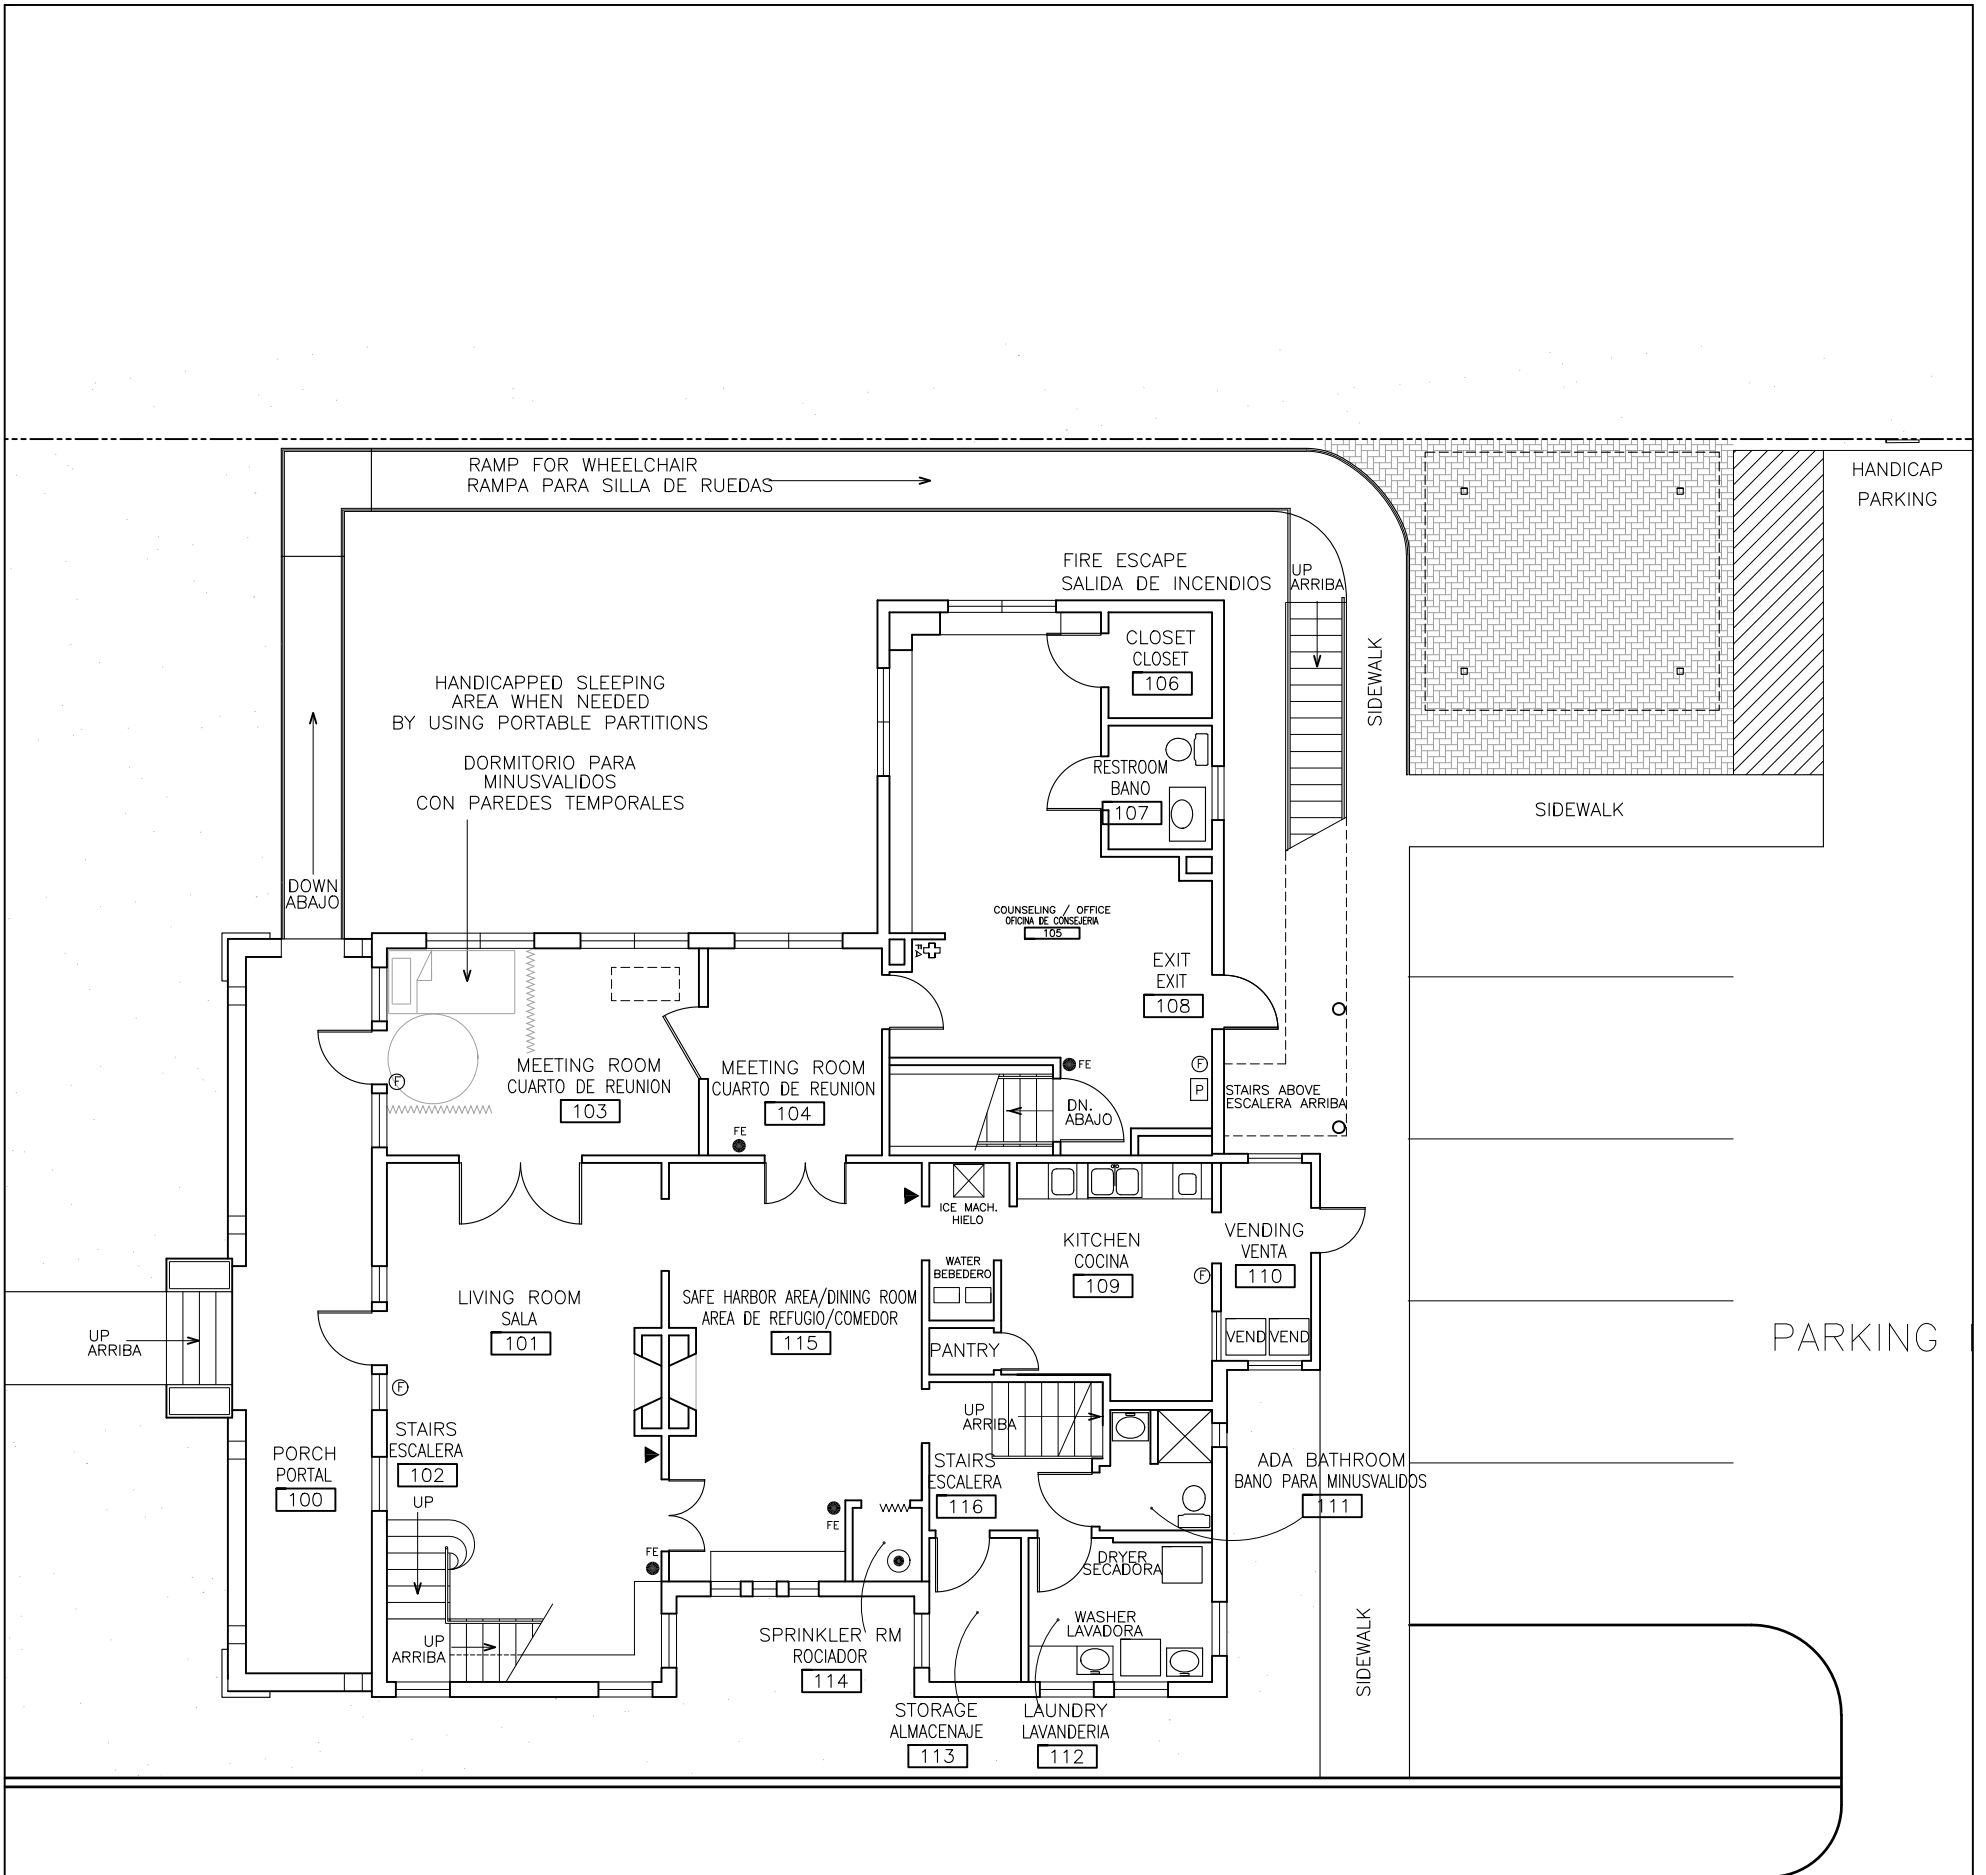 RAMP FOR WHEELCHAIR
RAMPA PARA SILLA DE RUEDAS
HANDICAP
PARKING
FIRE ESCAPE
SALIDA DE INCENDIOS
UP
ARRIBA
SIDEWALK
CLOSET
CLOSET
106
HANDICAPPED SLEEPING
AREA WHEN NEEDED
BY USING PORTABLE PARTITIONS
DORMITORIO PARA
MINUSVALIDOS
CON PAREDES TEMPORALES
RESTROOM
BANO
107
SIDEWALK
DOWN
ABAJO
COUNSELING / OFFICE
OFICINA DE CONSEJERIA
105
FA
EXIT
EXIT
108
MEETING ROOM
CUARTO DE REUNION
103
F
MEETING ROOM
CUARTO DE REUNION
104
FE
FE
F
P
DN.
ABAJO
STAIRS ABOVE
ESCALERA ARRIBA
ICE MACH.
HIELO
WATER
BEBEDERO
KITCHEN
COCINA
109
F
VENDING
VENTA
110
VEND
VEND
PANTRY
LIVING ROOM
SALA
101
SAFE HARBOR AREA/DINING ROOM
AREA DE REFUGIO/COMEDOR
115
UP
ARRIBA
PARKING
F
STAIRS
ESCALERA
102
UP
PORCH
PORTAL
100
UP
ARRIBA
STAIRS
ESCALERA
116
ADA BATHROOM
BANO PARA MINUSVALIDOS
111
FE
FE
DRYER
SECADORA
WASHER
LAVADORA
UP
ARRIBA
SPRINKLER RM
ROCIADOR
114
SIDEWALK
STORAGE
ALMACENAJE
113
LAUNDRY
LAVANDERIA
112